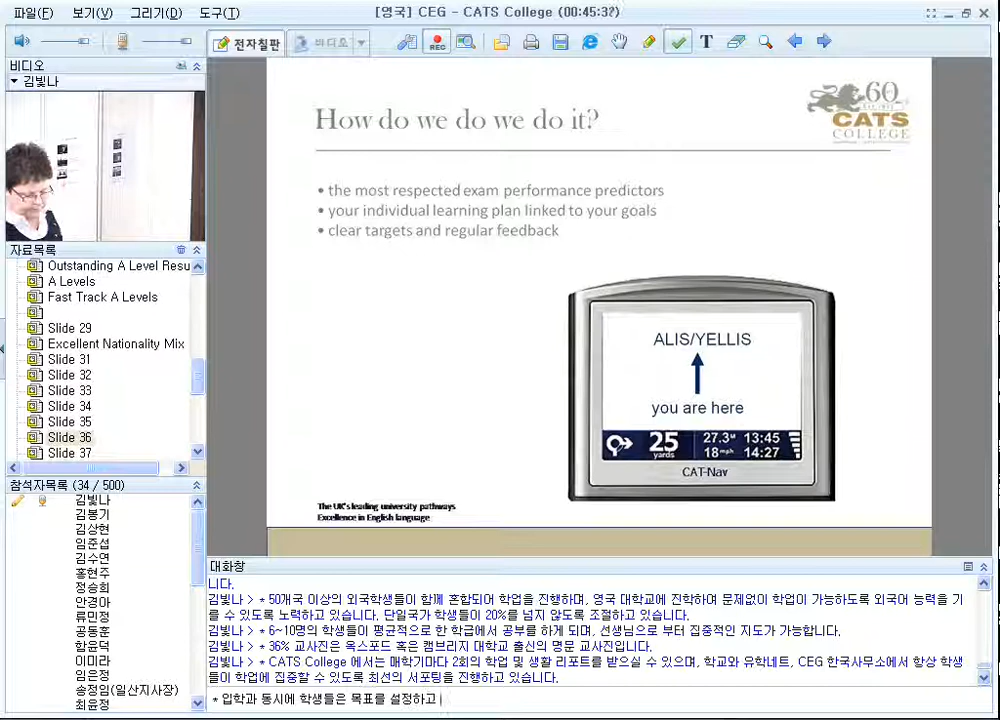 파일(F) 보기(V) 그리기(D) 도구(T) [영국] CEG - CATS College (00:45:32)
전자칠판 비디오 REC T
비디오
김빛나
자료목록
Outstanding A Level Resu
A Levels
Fast Track A Levels
Slide 29
Excellent Nationality Mix
Slide 31
Slide 32
Slide 33
Slide 34
Slide 35
Slide 36
Slide 37
참석자목록 (34 / 500)
김빛나
김봉기
김상현
임준섭
김수연
홍현주
정승희
안경아
류민정
공동훈
함윤덕
이미라
임은정
송정임(일산지사장)
최윤정
How do we do we do it?
60
CATS
COLLEGE
• the most respected exam performance predictors
• your individual learning plan linked to your goals
• clear targets and regular feedback
ALIS/YELLIS
you are here
25 yards 27.3M 13:45
18mph 14:27
CAT-Nav
The UK's leading university pathways
Excellence in English language
대화창
니다.
김빛나 > * 50개국 이상의 외국학생들이 함께 혼합되어 학업을 진행하며, 영국 대학교에 진학하며 문제없이 학업이 가능하도록 외국어 능력을 기
를 수 있도록 노력하고 있습니다. 단일국가 학생들이 20%를 넘지 않도록 조절하고 있습니다.
김빛나 > * 6~10명의 학생들이 평균적으로 한 학급에서 공부를 하게 되며, 선생님으로 부터 집중적인 지도가 가능합니다.
김빛나 > * 36% 교사진은 옥스포드 혹은 캠브리지 대학교 출신의 명문 교사진입니다.
김빛나 > * CATS College 에서는 매학기마다 2회의 학업 및 생활 리포트를 받으실 수 있으며, 학교와 유학네트, CEG 한국사무소에서 항상 학생
들이 학업에 집중할 수 있도록 최선의 서포팅을 진행하고 있습니다.
* 입학과 동시에 학생들은 목표를 설정하고